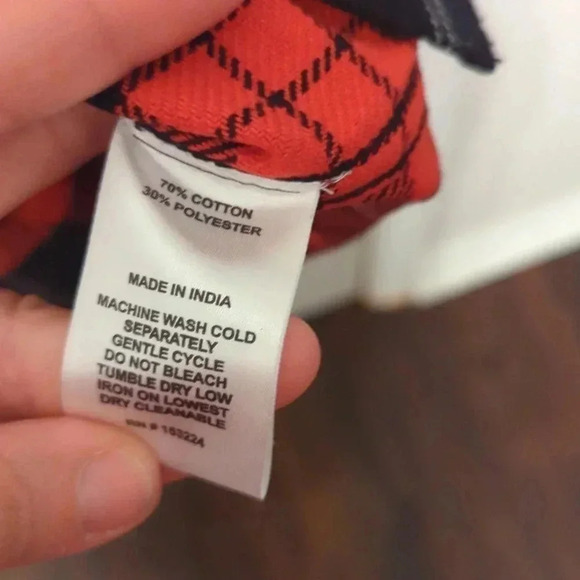 70% COTTON
30% POLYESTER
MADE IN INDIA
MACHINE WASH COLD
SEPARATELY
GENTLE CYCLE
DO NOT BLEACH
TUMBLE DRY LOW
IRON ON LOWEST
DRY CLEANABLE
# 163224